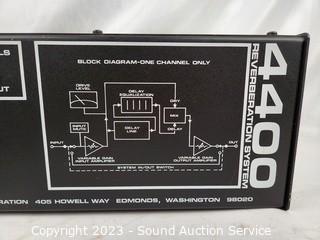 LS
UT
BLOCK DIAGRAM-ONE CHANNEL ONLY
DRIVE
LEVEL
DELAY
EQUALIZATION
DRY
MIX
DELAY
INPUT
MUTE
DELAY
LINE
INPUT
OUT
VARIABLE GAIN
INPUT AMPLIFIER
VARIABLE GAIN
OUTPUT AMPLIFIER
SYSTEM IN/OUT SWITCH
RATION 405 HOWELL WAY EDMONDS, WASHINGTON 98020
4400
REVERBERATION SYSTEM
Copyright 2023 - Sound Auction Service